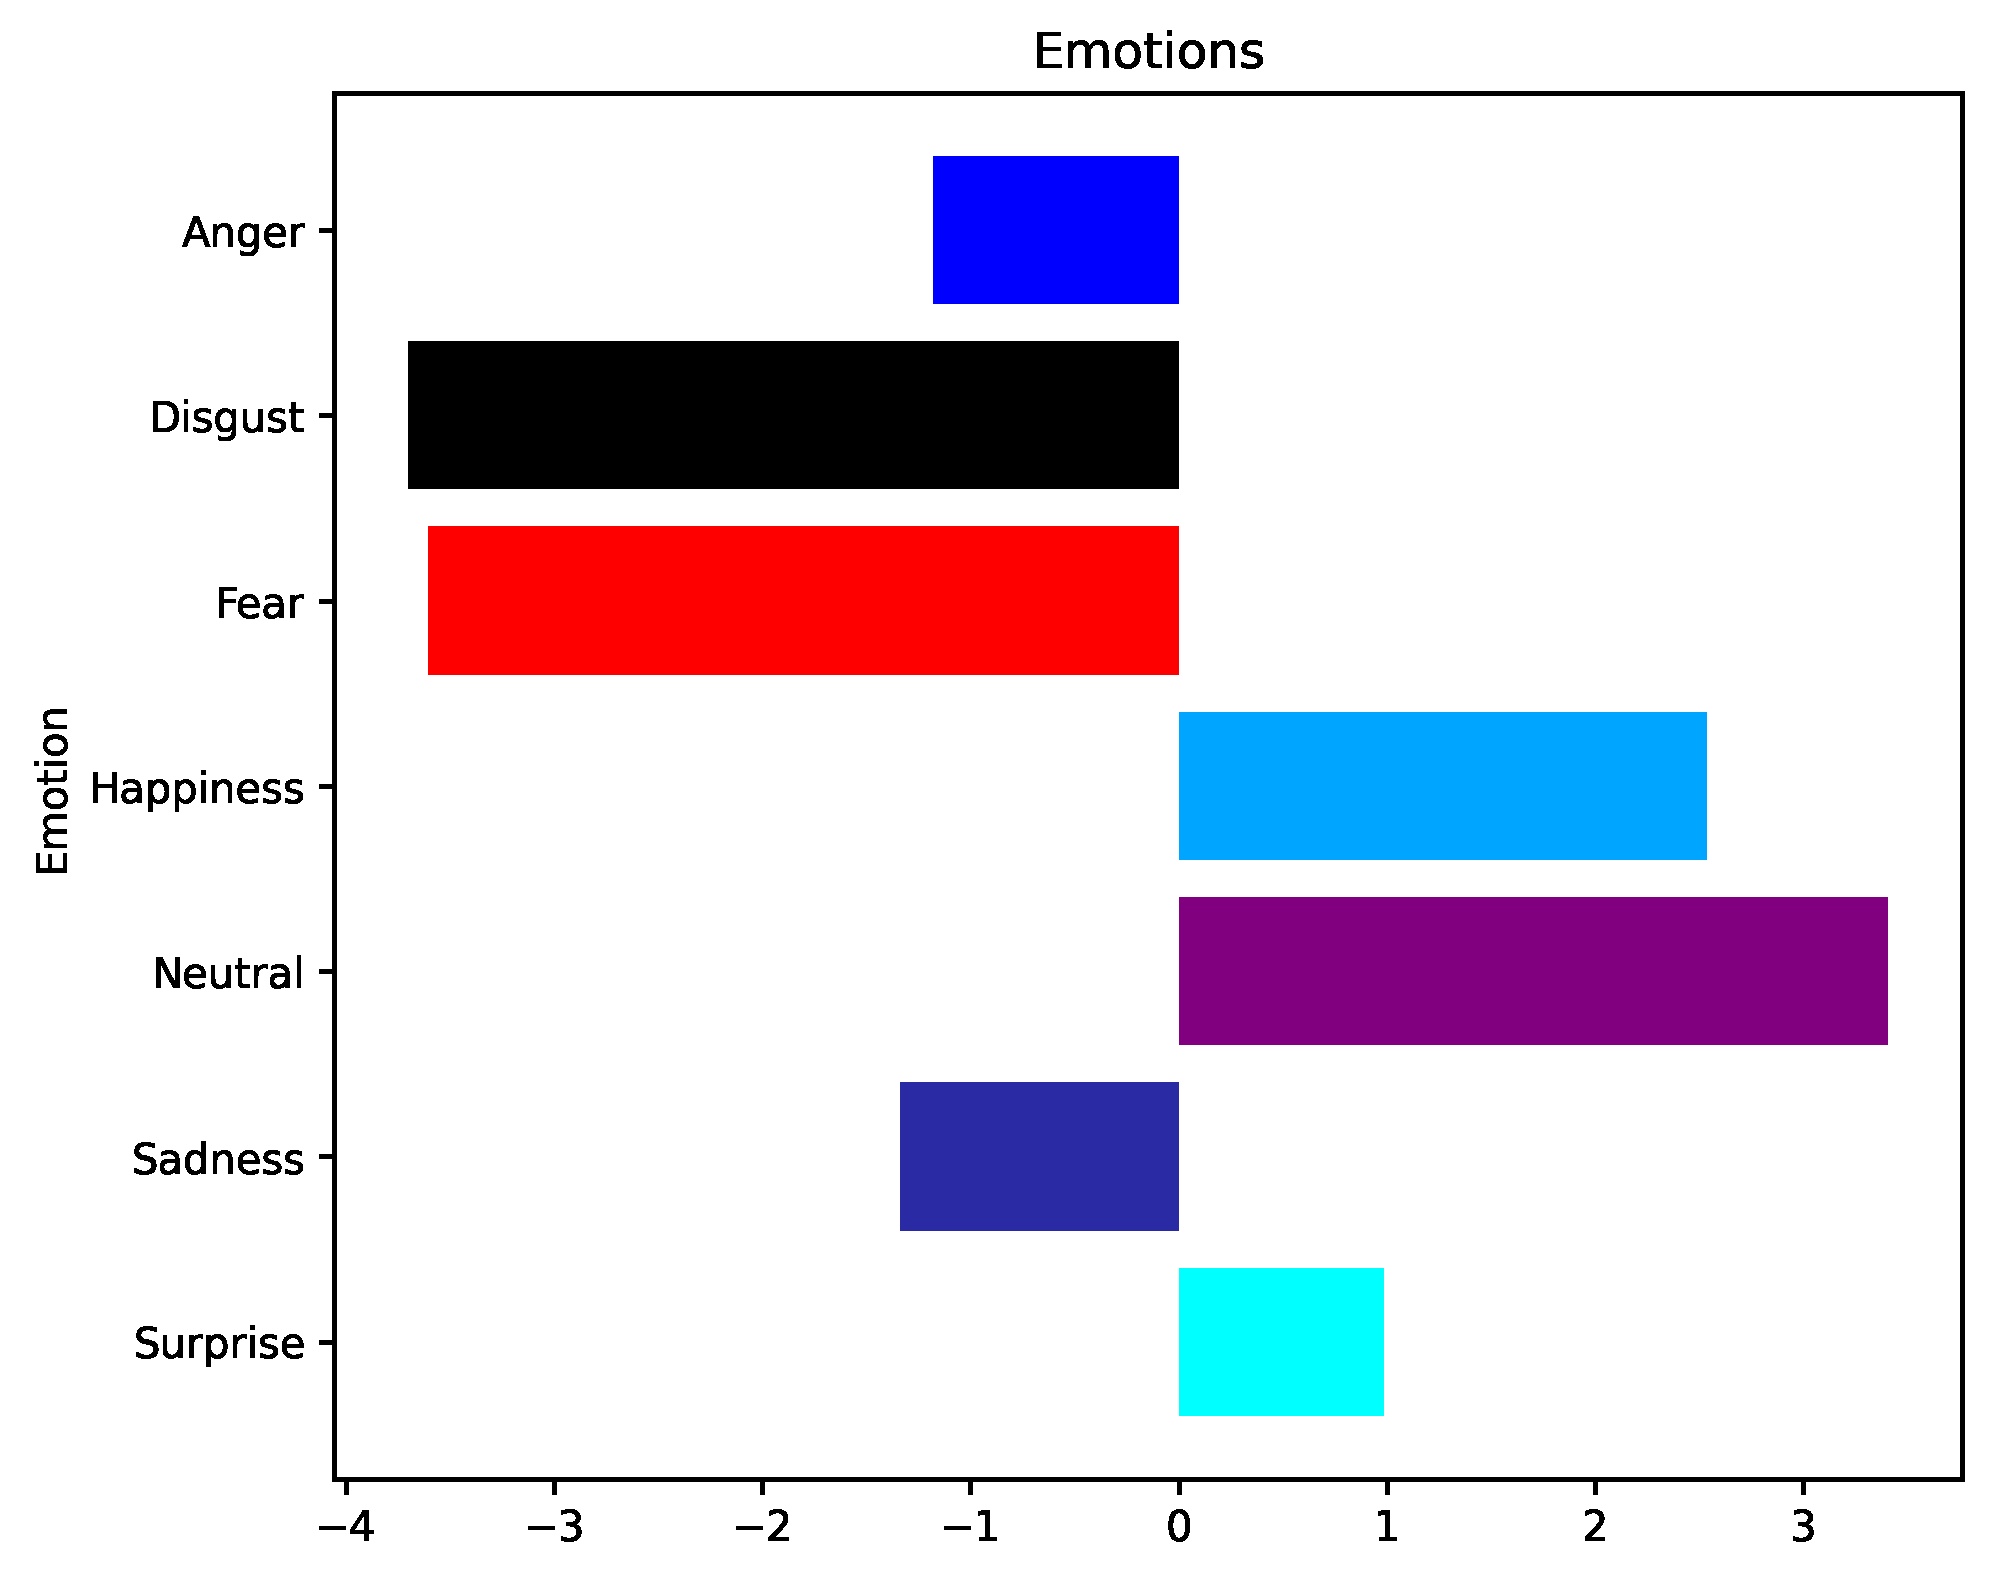 Emotions
Anger
Disgust
Fear
Happiness
Neutral
Sadness
Surprise
Emotion
−4 −3 −2 −1 0 1 2 3